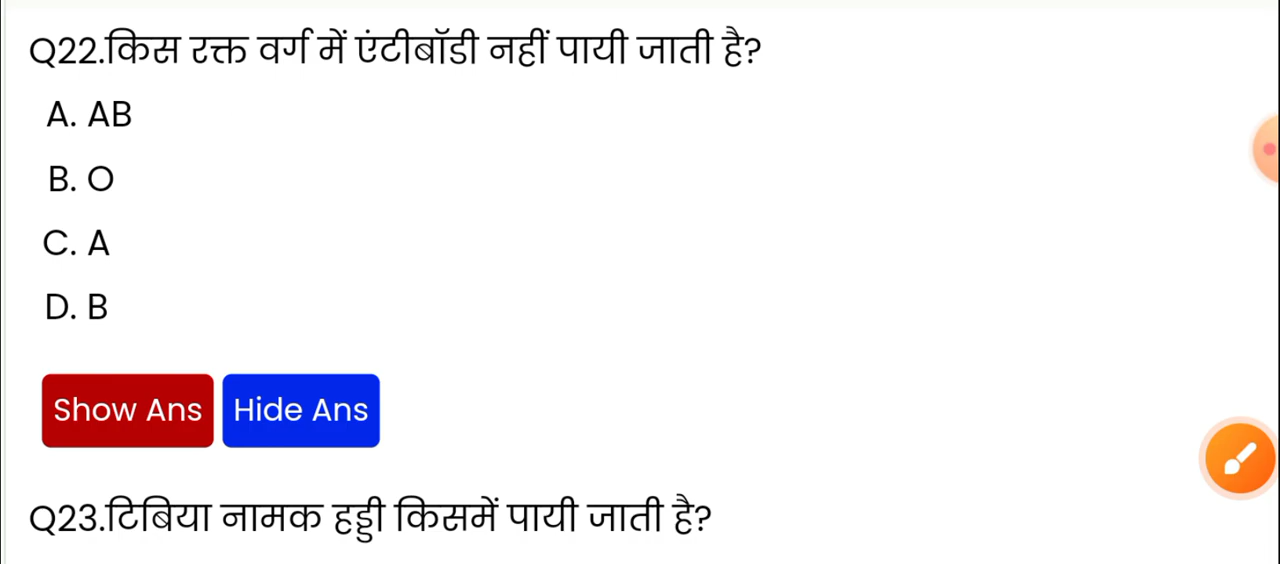 Q22.किस रक्त वर्ग में एंटीबॉडी नहीं पायी जाती है?
A. AB
B. O
C. A
D. B
Show Ans Hide Ans
Q23.टिबिया नामक हड्डी किसमें पायी जाती है?